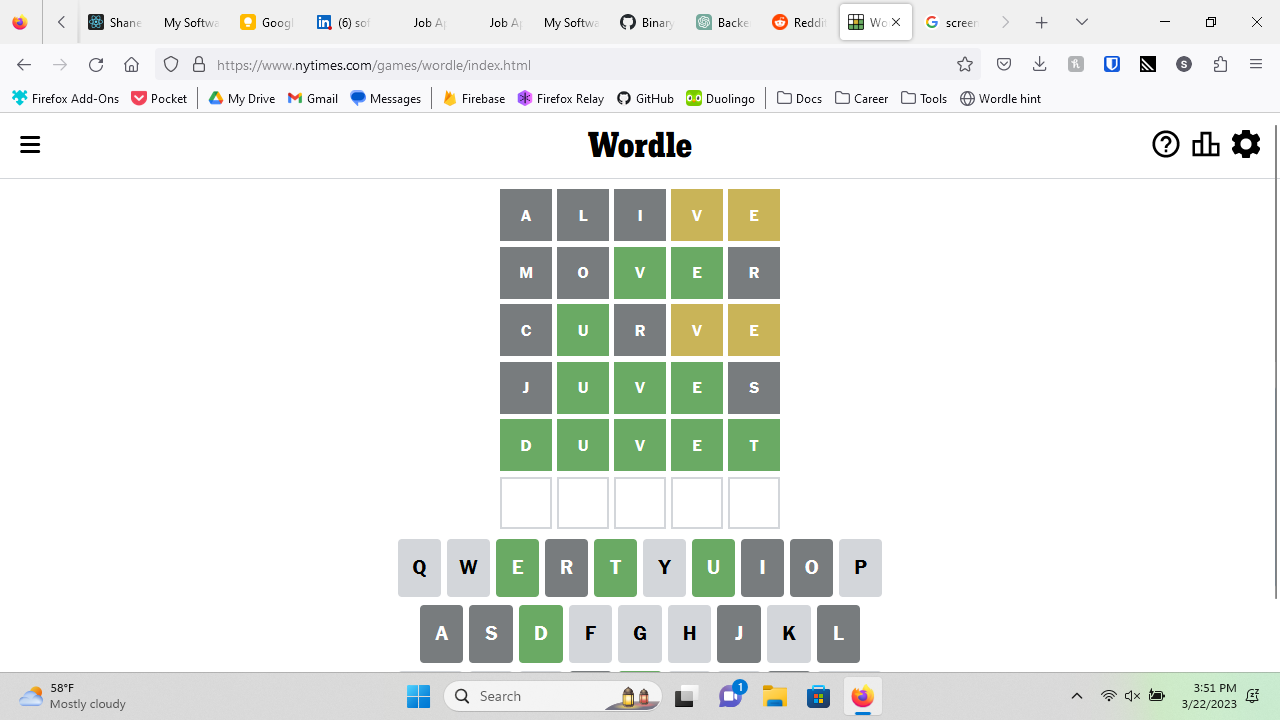 Shane
My Softwa
Googl
(6) sof
Job Ap
Job Ap
My Softwa
Binary
Backe
Reddit
Wo
screen
https://www.nytimes.com/games/wordle/index.html
Firefox Add-Ons
Pocket
My Drive
Gmail
Messages
Firebase
Firefox Relay
GitHub
Duolingo
Docs
Career
Tools
Wordle hint
Wordle
A L I V E
M O V E R
C U R V E
J U V E S
D U V E T
Q W E R T Y U I O P
A S D F G H J K L
58°F
Mostly cloudy
Search
1
3:51 PM
3/22/2023